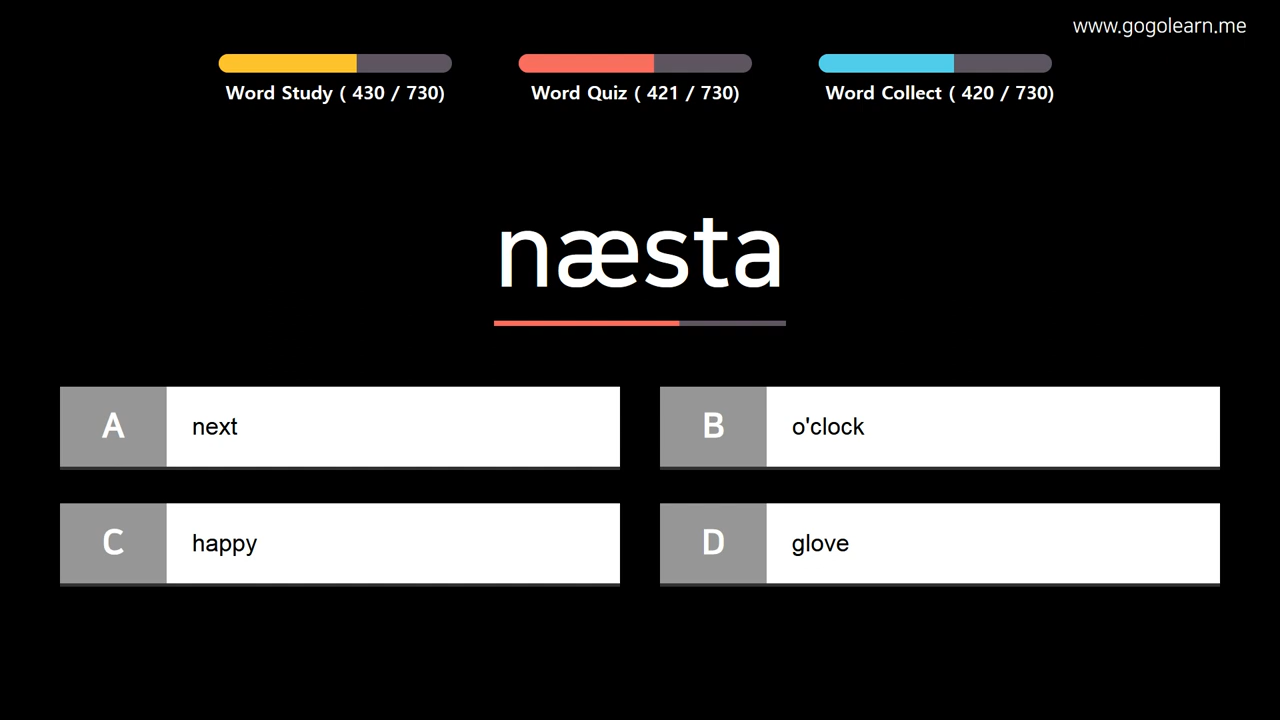 www.gogolearn.me
Word Study ( 430 / 730)
Word Quiz ( 421 / 730)
Word Collect ( 420 / 730)
næsta
A next
B o'clock
C happy
D glove